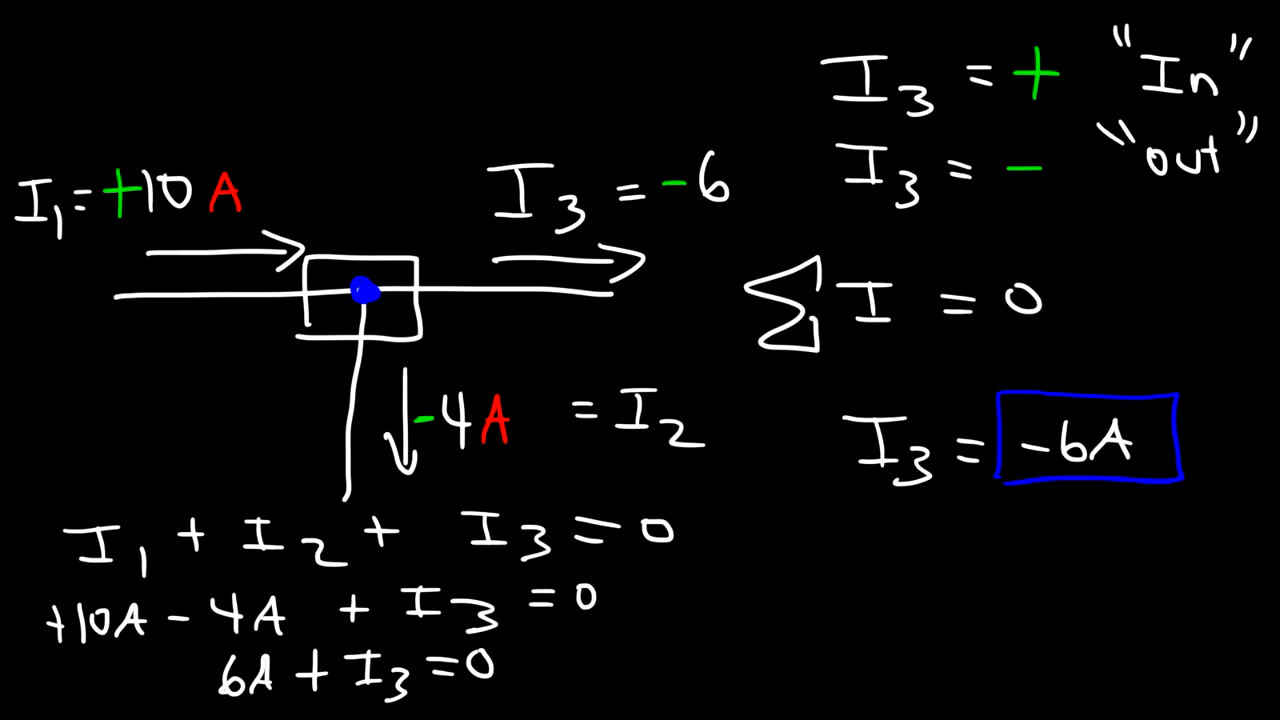 I₁ = +10 A
I₃ = -6
-4A = I₂
I₁ + I₂ + I₃ = 0
+10A - 4A + I₃ = 0
6A + I₃ = 0
I₃ = + "In"
I₃ = - "out"
∑ I = 0
I₃ = -6A